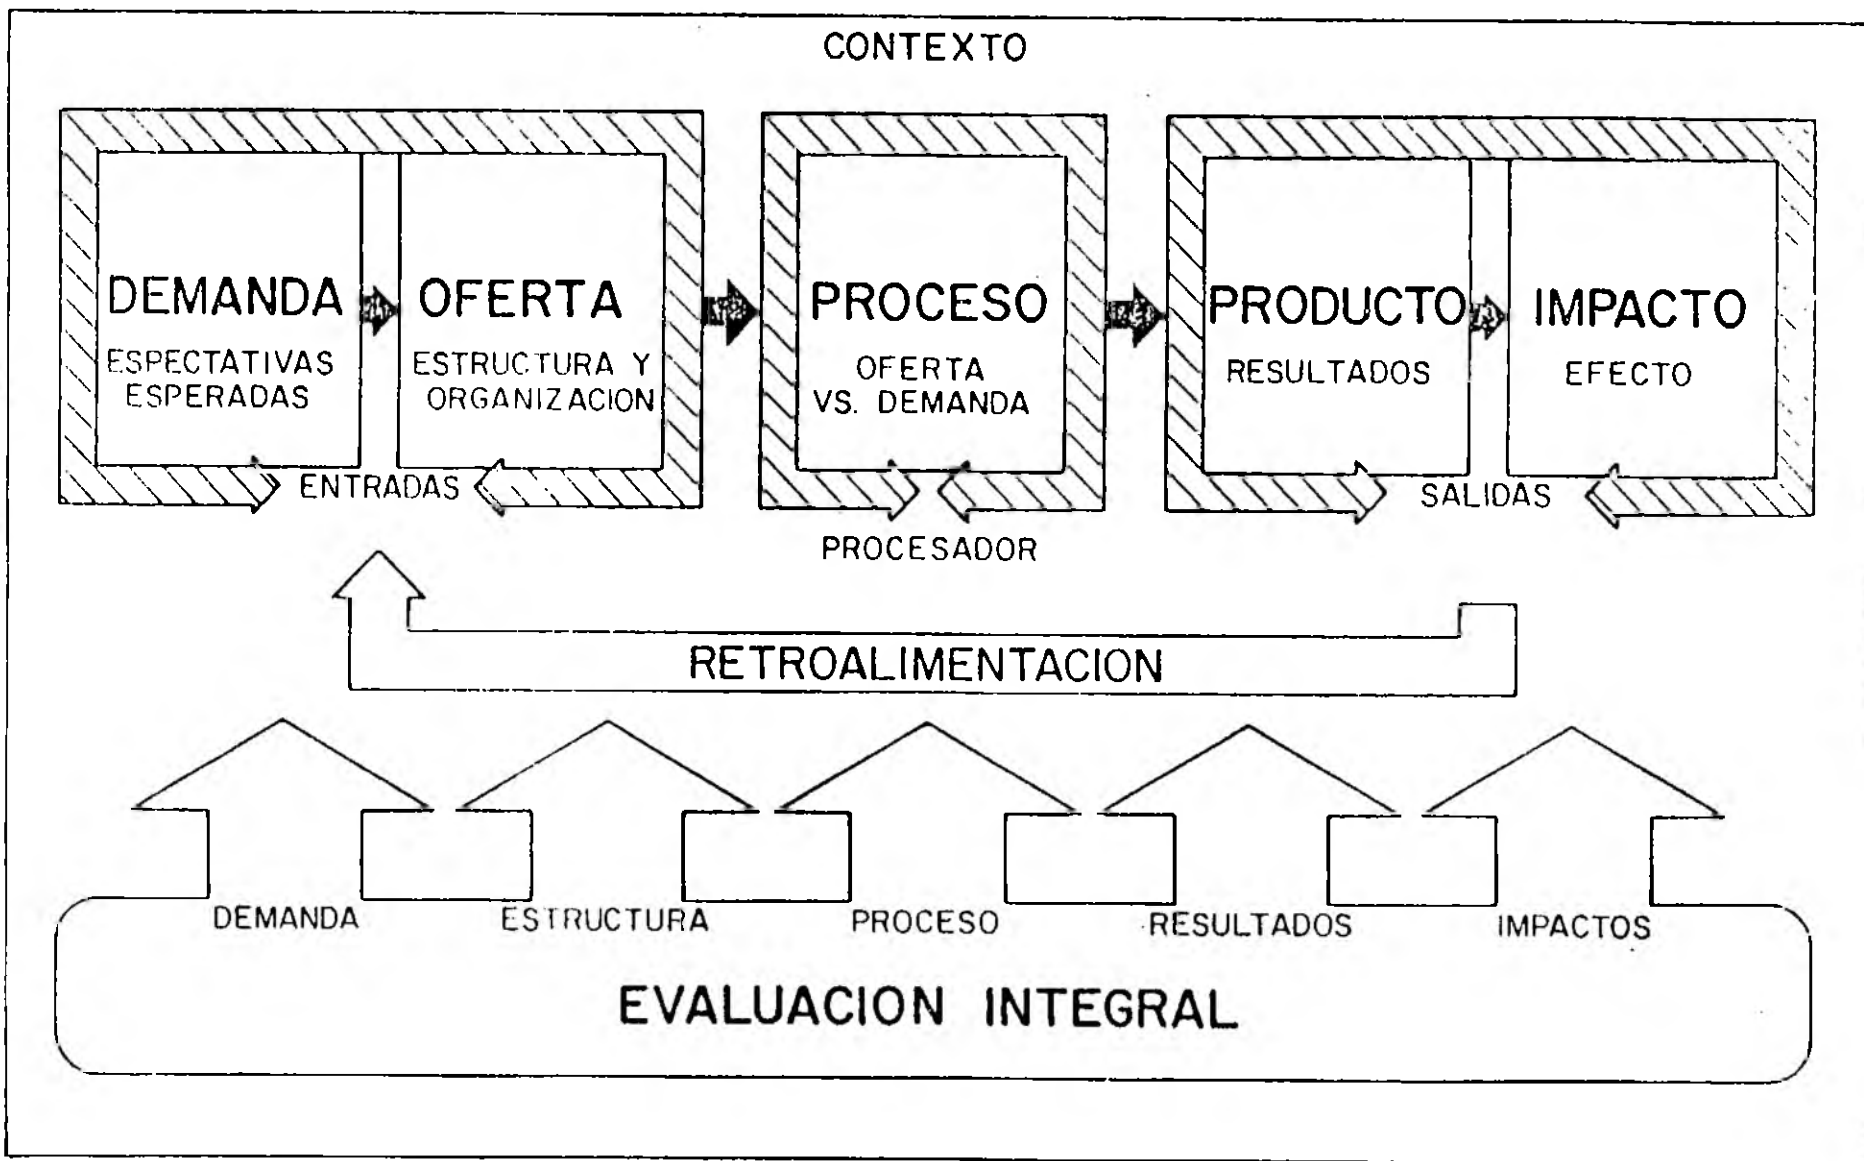 CONTEXTO
DEMANDA
ESPECTATIVAS
ESPERADAS
OFERTA
ESTRUCTURA Y
ORGANIZACION
ENTRADAS
PROCESO
OFERTA
VS. DEMANDA
PROCESADOR
PRODUCTO
RESULTADOS
IMPACTO
EFECTO
SALIDAS
RETROALIMENTACION
DEMANDA
ESTRUCTURA
PROCESO
RESULTADOS
IMPACTOS
EVALUACION INTEGRAL